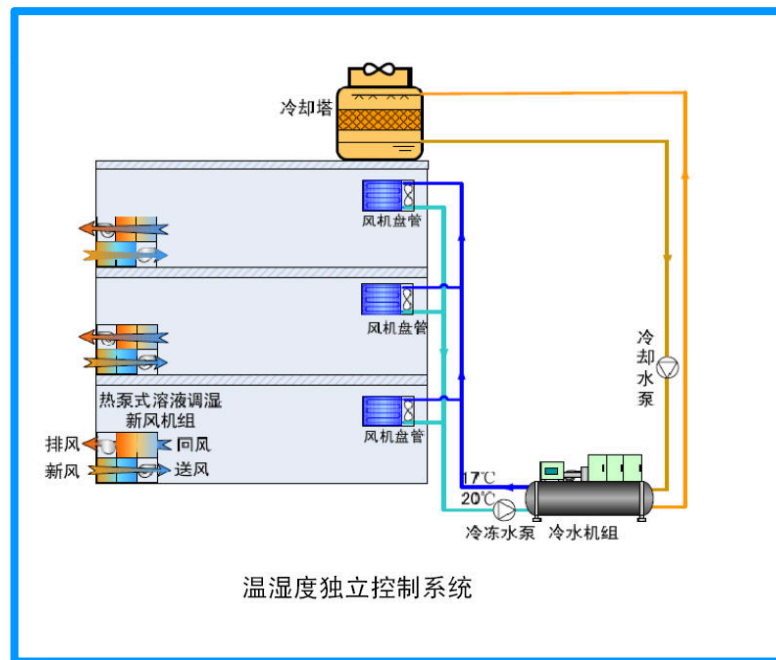 冷却塔
风机盘管
风机盘管
冷却水泵
热泵式溶液调湿
新风机组
风机盘管
排风
回风
新风
送风
17℃
20℃
冷冻水泵
冷水机组
温湿度独立控制系统